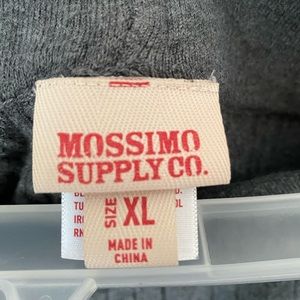 MOSSIMO
SUPPLY CO.
SIZE XL
MADE IN
CHINA